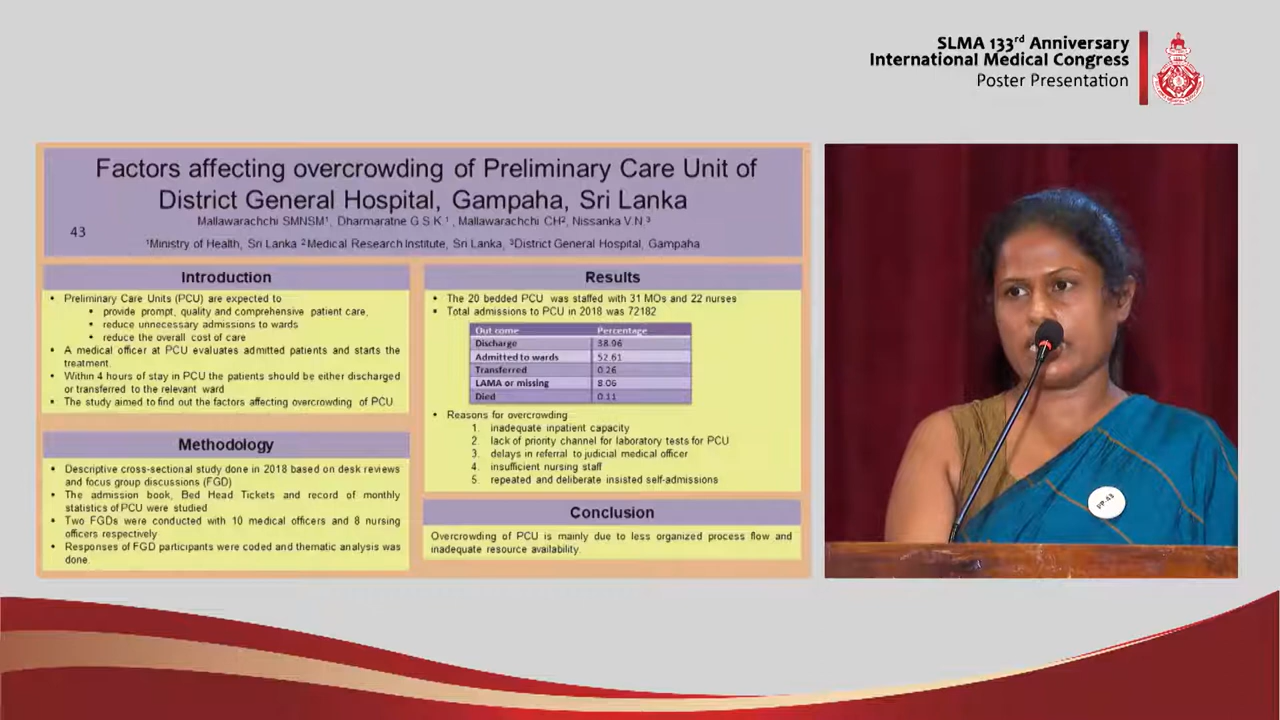 SLMA 133rd Anniversary
International Medical Congress
Poster Presentation
Factors affecting overcrowding of Preliminary Care Unit of
District General Hospital, Gampaha, Sri Lanka
Mallawarachchi SMNSM¹, Dharmaratne G.S.K.¹, Mallawarachchi CH², Nissanka V.N.³
43
¹Ministry of Health, Sri Lanka ²Medical Research Institute, Sri Lanka, ³District General Hospital, Gampaha
Introduction
• Preliminary Care Units (PCU) are expected to
• provide prompt, quality and comprehensive patient care,
• reduce unnecessary admissions to wards
• reduce the overall cost of care
• A medical officer at PCU evaluates admitted patients and starts the
treatment.
• Within 4 hours of stay in PCU the patients should be either discharged
or transferred to the relevant ward
• The study aimed to find out the factors affecting overcrowding of PCU
Methodology
• Descriptive cross-sectional study done in 2018 based on desk reviews
and focus group discussions (FGD)
• The admission book, Bed Head Tickets and record of monthly
statistics of PCU were studied
• Two FGDs were conducted with 10 medical officers and 8 nursing
officers respectively
• Responses of FGD participants were coded and thematic analysis was
done.
Results
• The 20 bedded PCU was staffed with 31 MOs and 22 nurses
• Total admissions to PCU in 2018 was 72182
Out come Percentage
Discharge 38.96
Admitted to wards 52.61
Transferred 0.26
LAMA or missing 8.06
Died 0.11
• Reasons for overcrowding
1. inadequate inpatient capacity
2. lack of priority channel for laboratory tests for PCU
3. delays in referral to judicial medical officer
4. insufficient nursing staff
5. repeated and deliberate insisted self-admissions
Conclusion
Overcrowding of PCU is mainly due to less organized process flow and
inadequate resource availability.
PP-43